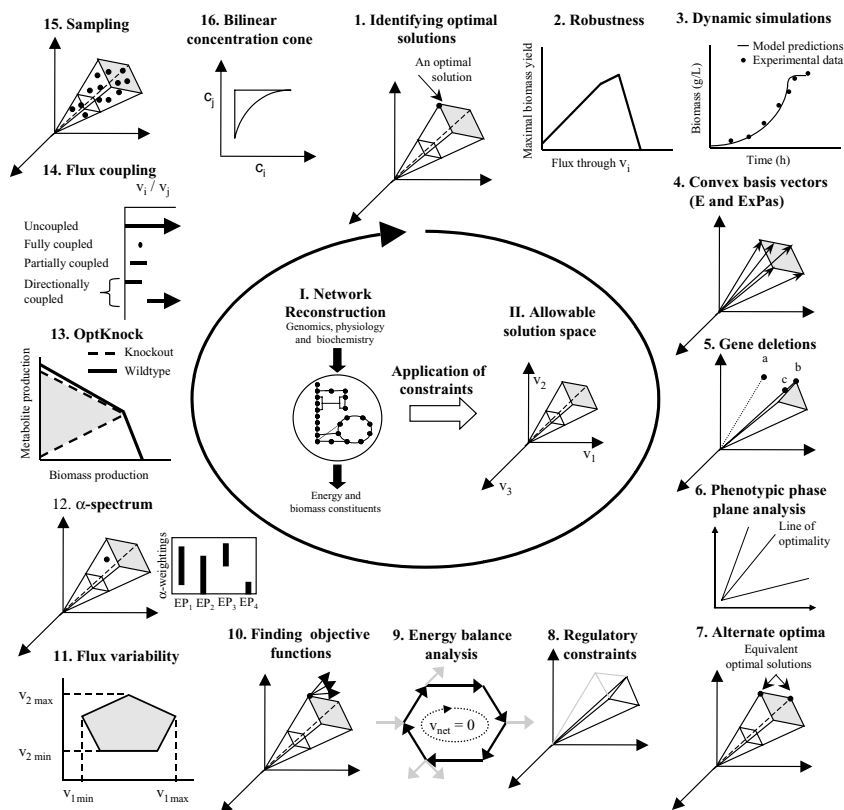 15. Sampling
16. Bilinear
concentration cone
c_j
c_i
1. Identifying optimal
solutions
An optimal
solution
2. Robustness
Maximal biomass yield
Flux through v_i
3. Dynamic simulations
Model predictions
Experimental data
Biomass (g/L)
Time (h)
14. Flux coupling
v_i / v_j
Uncoupled
Fully coupled
Partially coupled
Directionally
coupled
4. Convex basis vectors
(E and ExPas)
13. OptKnock
Knockout
Wildtype
Metabolite production
Biomass production
I. Network
Reconstruction
Genomics, physiology
and biochemistry
Energy and
biomass constituents
Application of
constraints
II. Allowable
solution space
v_2
v_1
v_3
5. Gene deletions
a
b
c
12. α-spectrum
α-weightings
EP_1 EP_2 EP_3 EP_4
6. Phenotypic phase
plane analysis
Line of
optimality
11. Flux variability
v_2 max
v_2 min
v_1min
v_1max
10. Finding objective
functions
9. Energy balance
analysis
v_net = 0
8. Regulatory
constraints
7. Alternate optima
Equivalent
optimal solutions